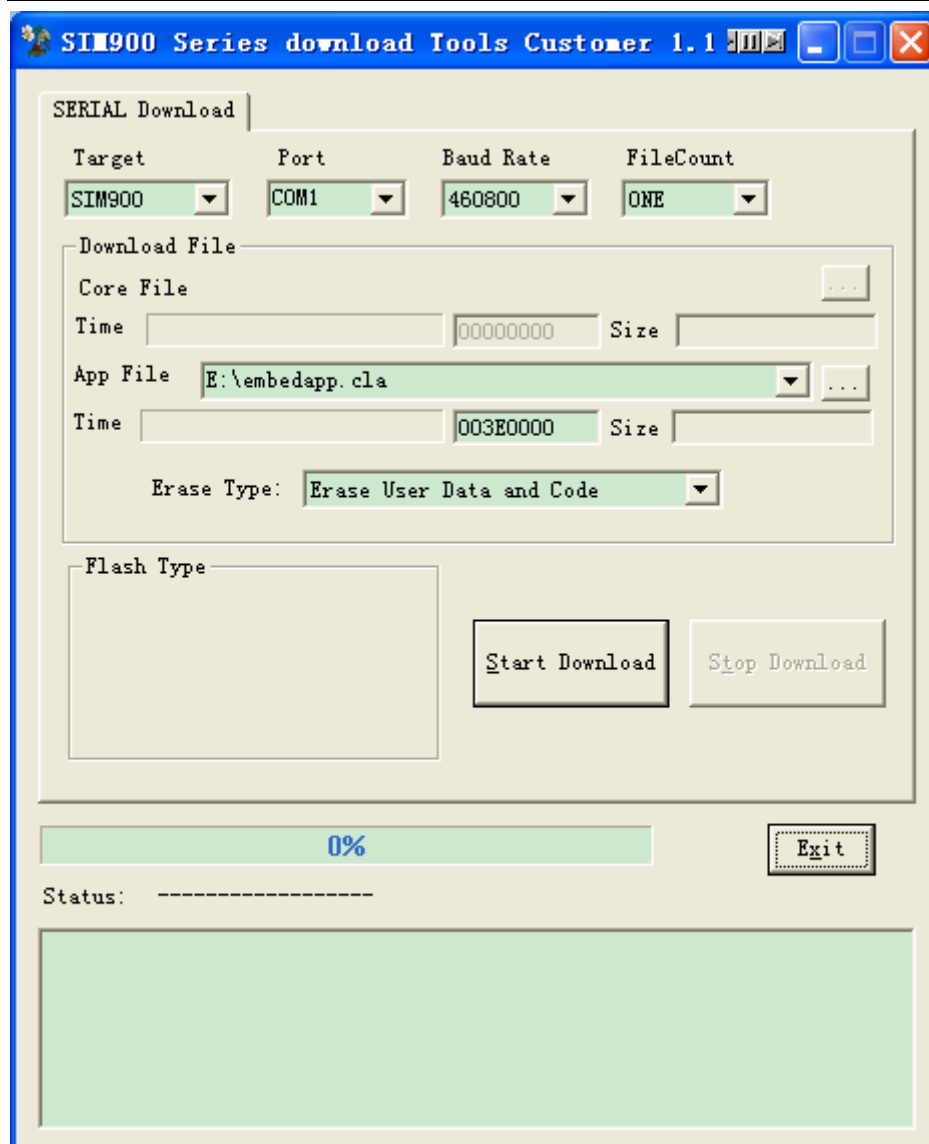 SIM900 Series download Tools Customer 1.1
SERIAL Download
Target Port Baud Rate FileCount
SIM900 COM1 460800 ONE
Download File
Core File ...
Time 00000000 Size
App File E:\embedapp.cla ...
Time 003E0000 Size
Erase Type: Erase User Data and Code
Flash Type
Start Download Stop Download
0% Exit
Status: ------------------